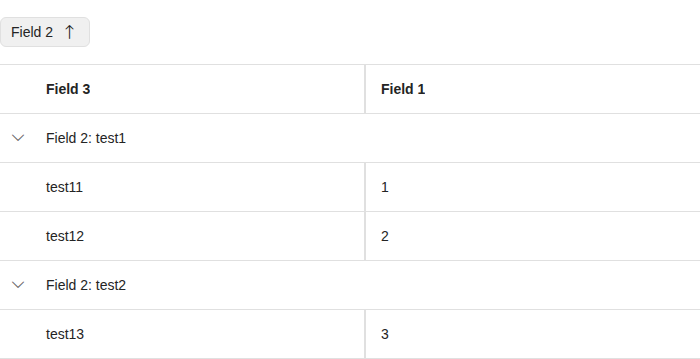 Field 2
Field 3 Field 1
Field 2: test1
test11 1
test12 2
Field 2: test2
test13 3